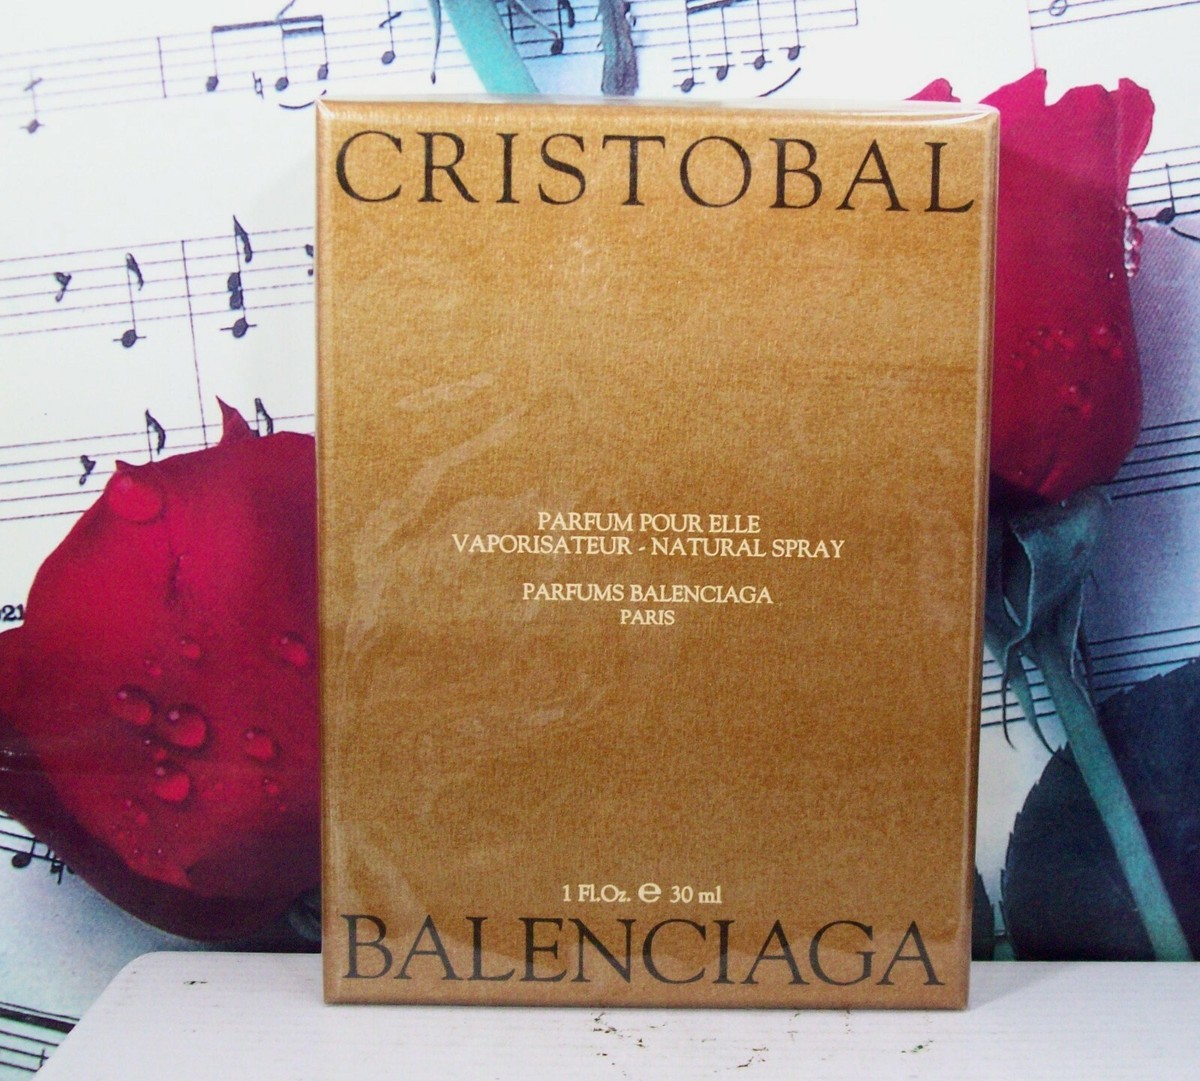 CRISTOBAL
PARFUM POUR ELLE
VAPORISATEUR - NATURAL SPRAY
PARFUMS BALENCIAGA
PARIS
1 Fl.Oz. e 30 ml
BALENCIAGA